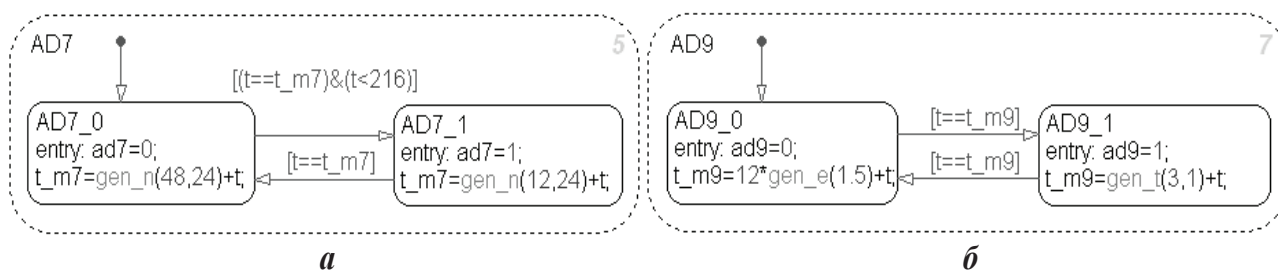 AD7
5
[(t==t_m7)&(t<216)]
AD7_0
entry: ad7=0;
t_m7=gen_n(48,24)+t;
[t==t_m7]
AD7_1
entry: ad7=1;
t_m7=gen_n(12,24)+t;
а
AD9
7
AD9_0
entry: ad9=0;
t_m9=12*gen_e(1.5)+t;
[t==t_m9]
[t==t_m9]
AD9_1
entry: ad9=1;
t_m9=gen_t(3,1)+t;
б